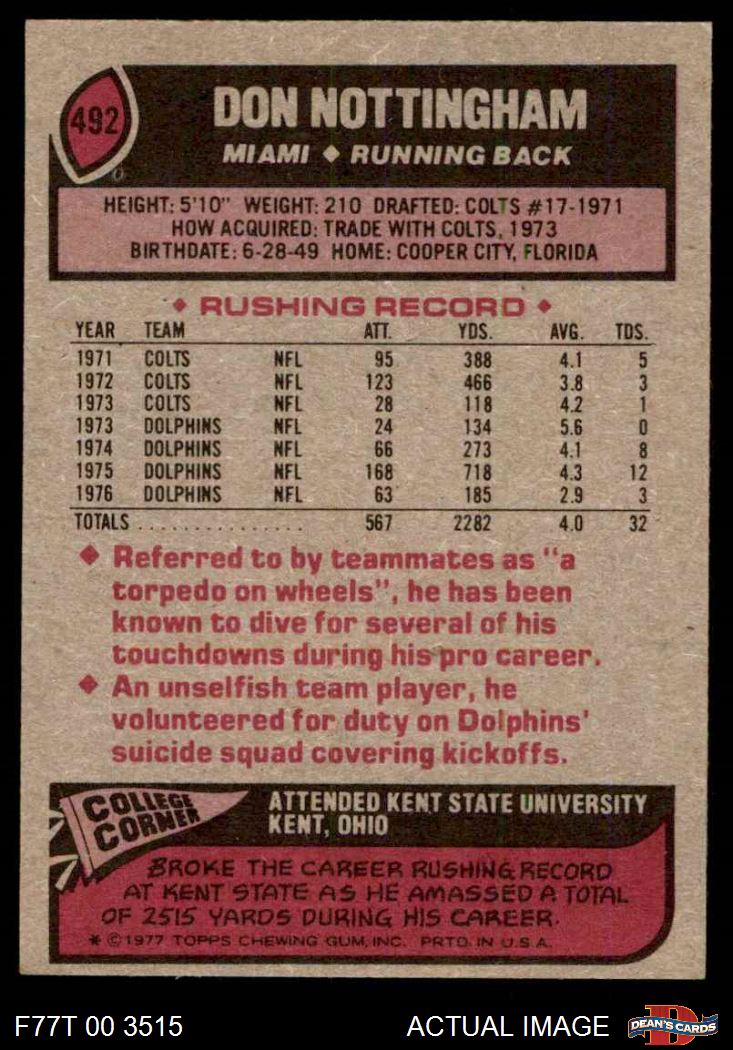 492
DON NOTTINGHAM
MIAMI ◆ RUNNING BACK
HEIGHT: 5'10" WEIGHT: 210 DRAFTED: COLTS #17-1971
HOW ACQUIRED: TRADE WITH COLTS, 1973
BIRTHDATE: 6-28-49 HOME: COOPER CITY, FLORIDA
◆ RUSHING RECORD ◆
YEAR TEAM ATT. YDS. AVG. TDS.
1971 COLTS NFL 95 388 4.1 5
1972 COLTS NFL 123 466 3.8 3
1973 COLTS NFL 28 118 4.2 1
1973 DOLPHINS NFL 24 134 5.6 0
1974 DOLPHINS NFL 66 273 4.1 8
1975 DOLPHINS NFL 168 718 4.3 12
1976 DOLPHINS NFL 63 185 2.9 3
TOTALS . . . . . . . . . . . . . . . . 567 2282 4.0 32
◆ Referred to by teammates as "a
torpedo on wheels", he has been
known to dive for several of his
touchdowns during his pro career.
◆ An unselfish team player, he
volunteered for duty on Dolphins'
suicide squad covering kickoffs.
COLLEGE
CORNER
ATTENDED KENT STATE UNIVERSITY
KENT, OHIO
BROKE THE CAREER RUSHING RECORD
AT KENT STATE AS HE AMASSED A TOTAL
OF 2515 YARDS DURING HIS CAREER.
* © 1977 TOPPS CHEWING GUM, INC. PRTD. IN U.S.A.
F77T 00 3515 ACTUAL IMAGE D DEAN'S CARDS